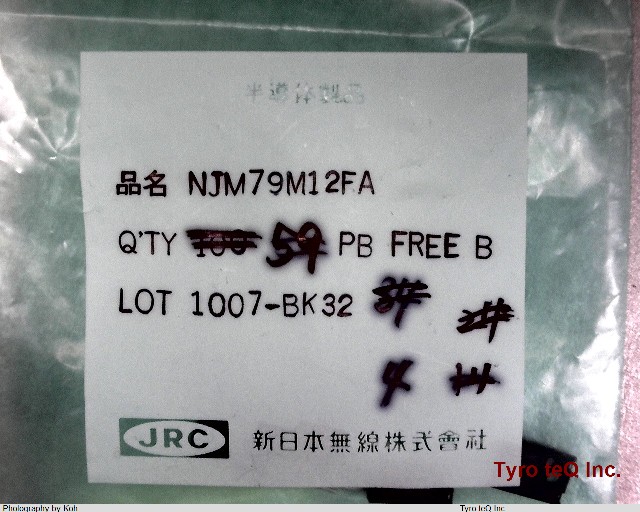 半導体製品
品名 NJM79M12FA
Q'TY 100 59 PB FREE B
LOT 1007-BK32
JRC 新日本無線株式會社
Tyro teQ Inc.
Photography by Koh Tyro teQ Inc.